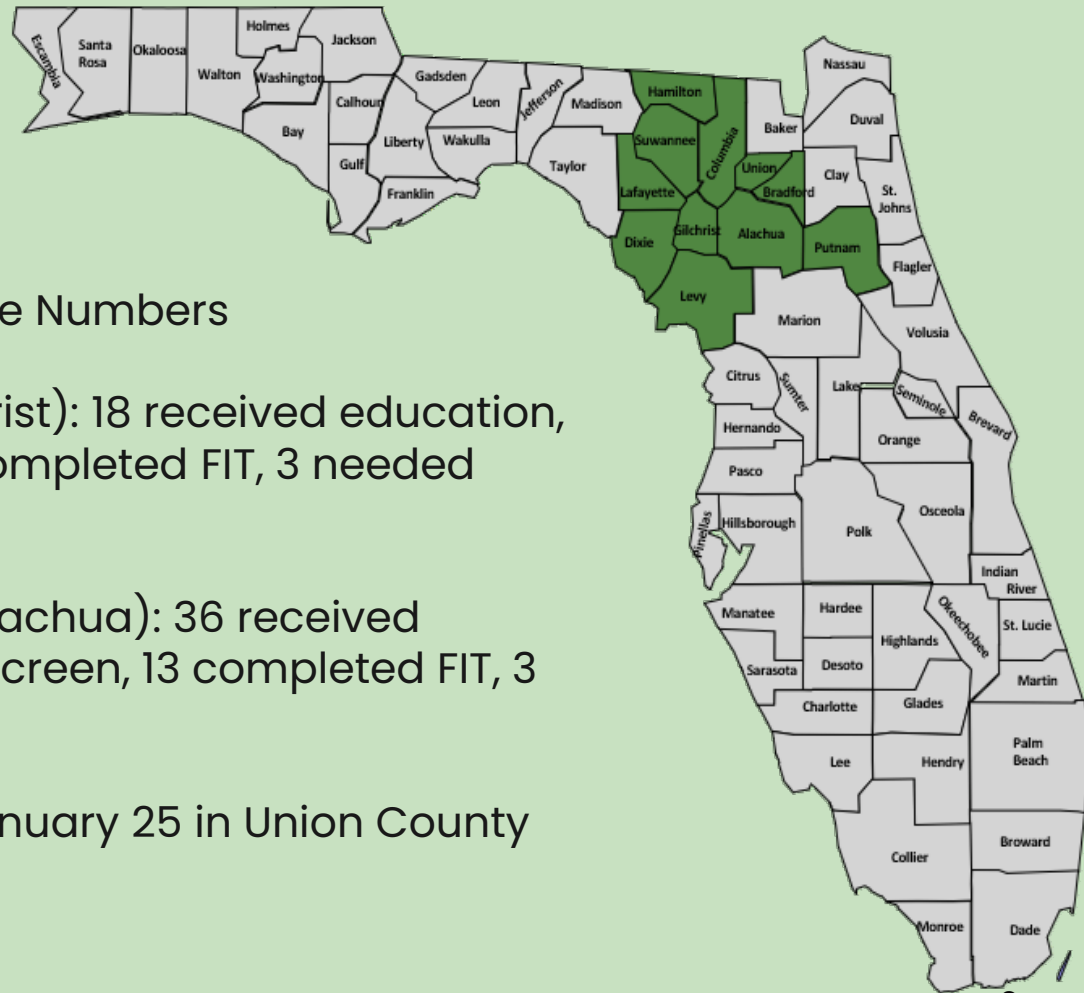 e Numbers
rist): 18 received education,
ompleted FIT, 3 needed
achua): 36 received
creen, 13 completed FIT, 3
nuary 25 in Union County
Escambia
Santa
Rosa
Okaloosa
Walton
Holmes
Washington
Jackson
Bay
Calhoun
Gulf
Gadsden
Liberty
Franklin
Leon
Wakulla
Jefferson
Madison
Taylor
Hamilton
Suwannee
Lafayette
Columbia
Dixie
Gilchrist
Levy
Baker
Union
Bradford
Alachua
Putnam
Nassau
Duval
Clay
St.
Johns
Flagler
Marion
Volusia
Citrus
Sumter
Lake
Seminole
Hernando
Orange
Brevard
Pasco
Pinellas
Hillsborough
Polk
Osceola
Indian
River
Manatee
Hardee
Highlands
Okeechobee
St. Lucie
Sarasota
Desoto
Martin
Charlotte
Glades
Lee
Hendry
Palm
Beach
Collier
Broward
Monroe
Dade